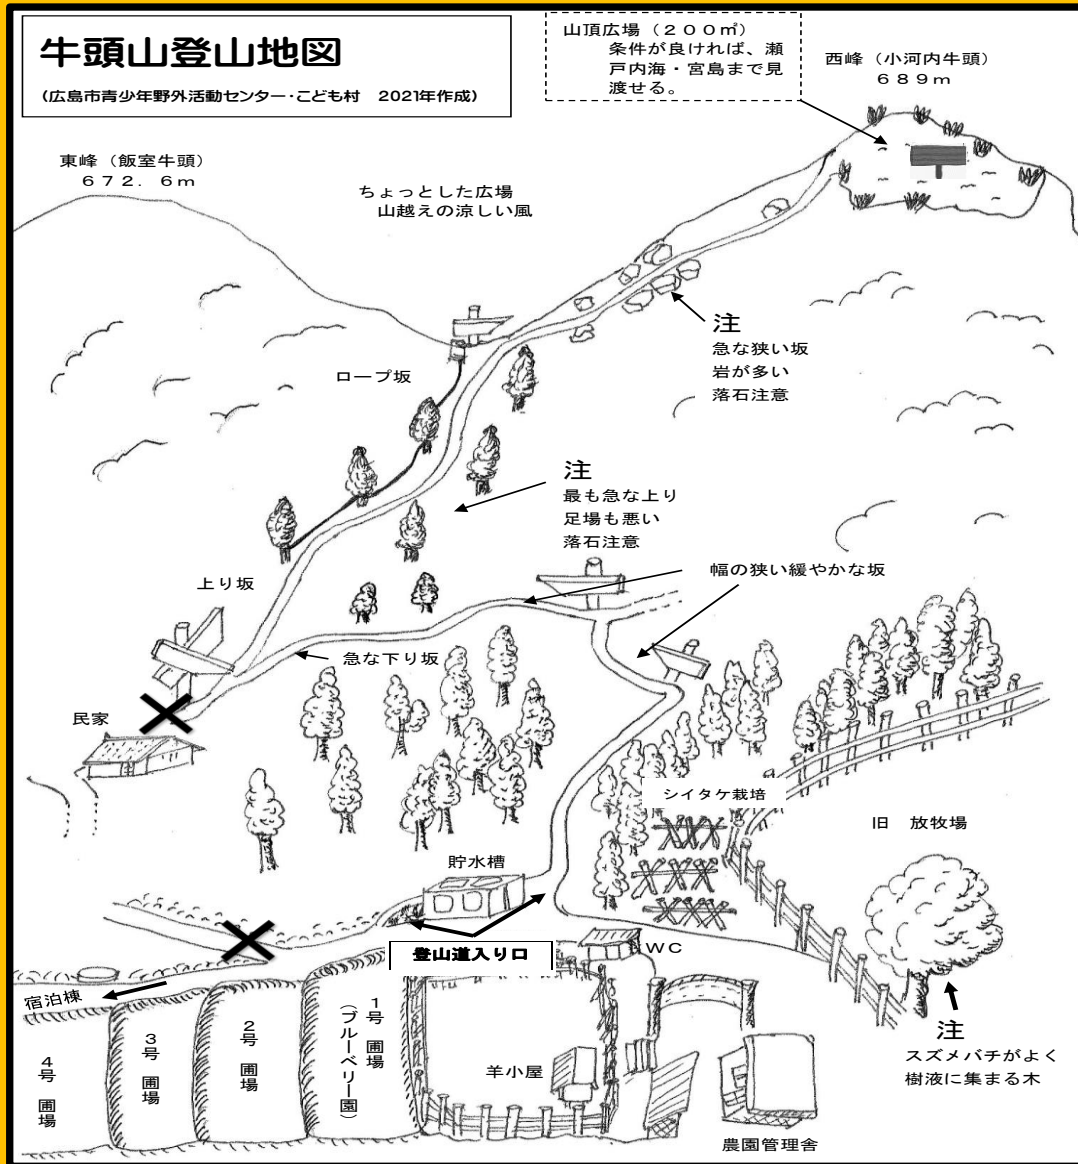 牛頭山登山地図
(広島市青少年野外活動センター・こども村　2021年作成)
山頂広場（２００㎡）
条件が良ければ、瀬
戸内海・宮島まで見
渡せる。
西峰（小河内牛頭）
６８９ｍ
東峰（飯室牛頭）
６７２．６ｍ
ちょっとした広場
山越えの涼しい風
注
急な狭い坂
岩が多い
落石注意
ロープ坂
注
最も急な上り
足場も悪い
落石注意
幅の狭い緩やかな坂
上り坂
急な下り坂
民家
シイタケ栽培
旧　放牧場
貯水槽
登山道入り口
WC
宿泊棟
4号　圃場
3号　圃場
2号　圃場
1号　圃場
（ブルーベリー園）
羊小屋
農園管理舎
注
スズメバチがよく
樹液に集まる木